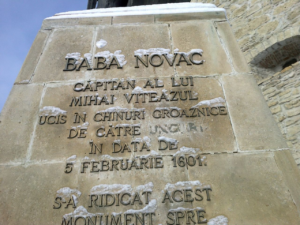 BABA NOVAC
CĂPITAN AL LUI
MIHAI VITEAZUL
UCIS ÎN CHINURI GROAZNICE
DE CĂTRE UNGURI
ÎN DATA DE
5 FEBRUARIE 1601.
S-A RIDICAT ACEST
MONUMENT SPRE